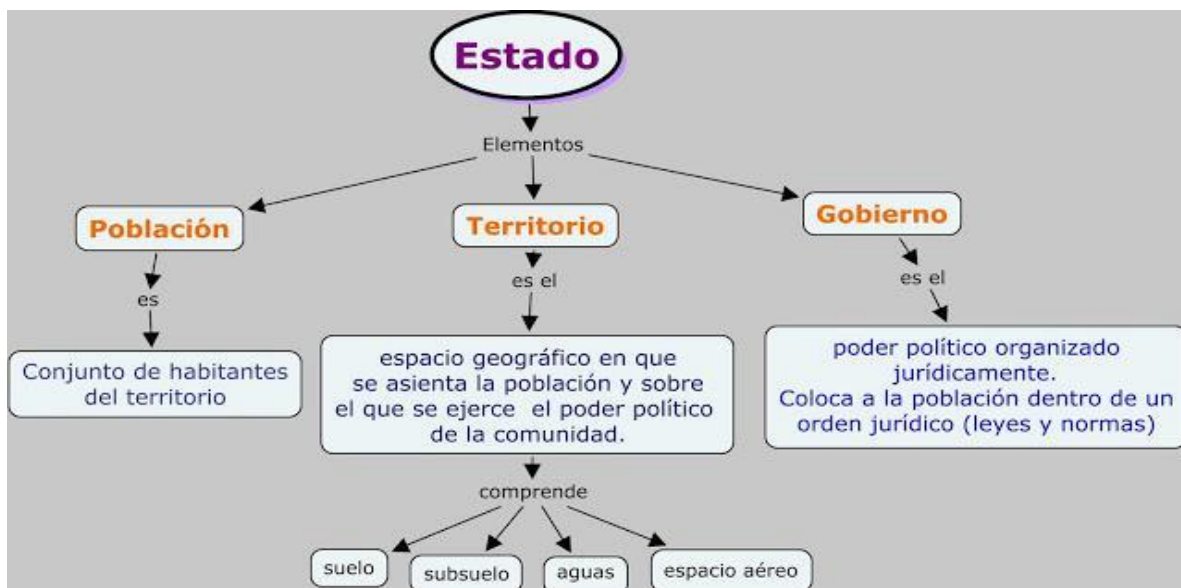 Estado
Elementos
Población
Territorio
Gobierno
es
es el
es el
Conjunto de habitantes
del territorio
espacio geográfico en que
se asienta la población y sobre
el que se ejerce el poder político
de la comunidad.
poder político organizado
jurídicamente.
Coloca a la población dentro de un
orden jurídico (leyes y normas)
comprende
suelo
subsuelo
aguas
espacio aéreo